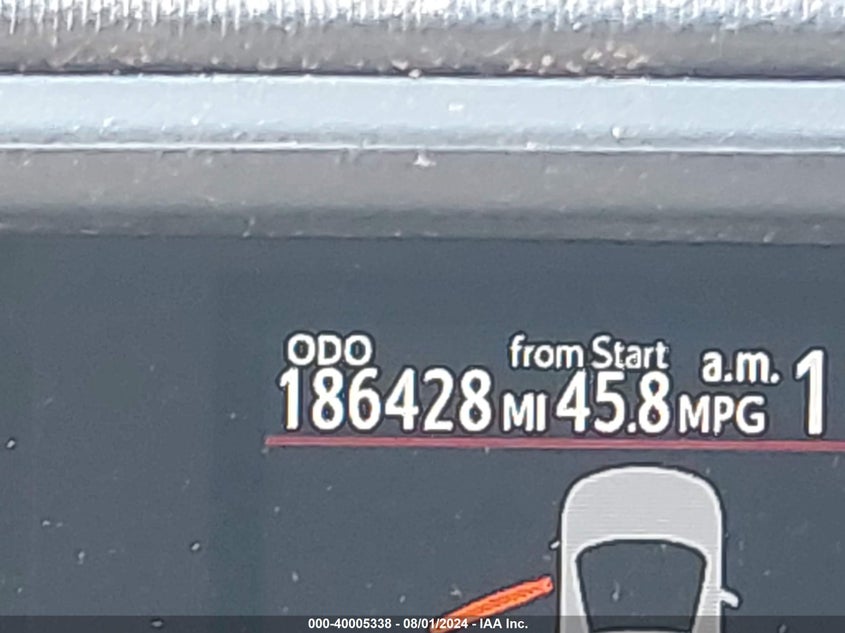 ODO from Start a.m. 1
186428 MI 45.8 MPG
000-40005338 - 08/01/2024 - IAA Inc.